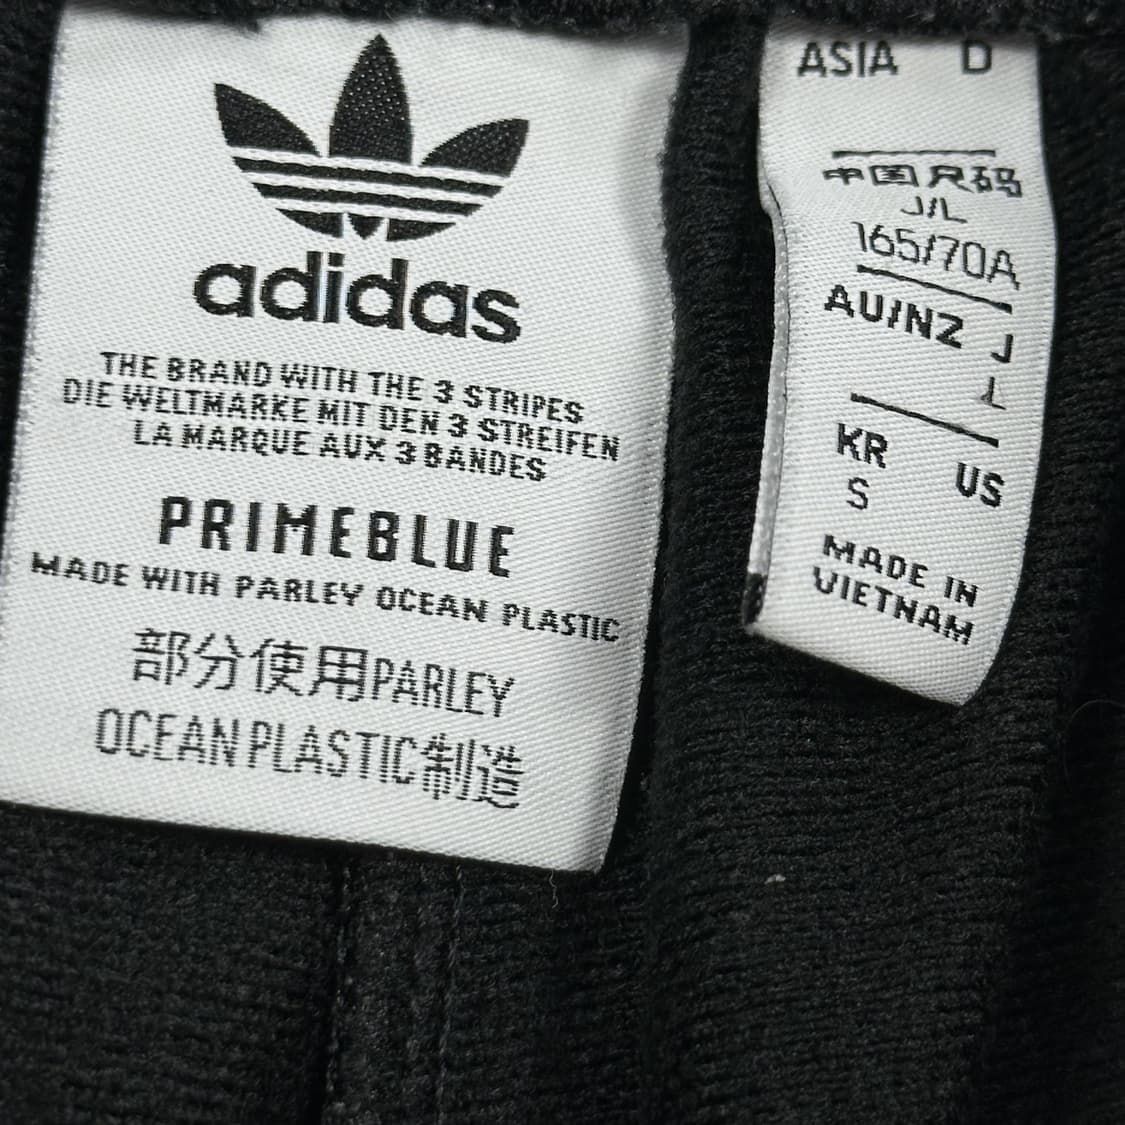 adidas
THE BRAND WITH THE 3 STRIPES
DIE WELTMARKE MIT DEN 3 STREIFEN
LA MARQUE AUX 3 BANDES
PRIMEBLUE
MADE WITH PARLEY OCEAN PLASTIC
部分使用PARLEY
OCEAN PLASTIC制造
ASIA D
中国尺码
J/L
165/70A
AU/NZ J
L
KR US
S
MADE IN
VIETNAM